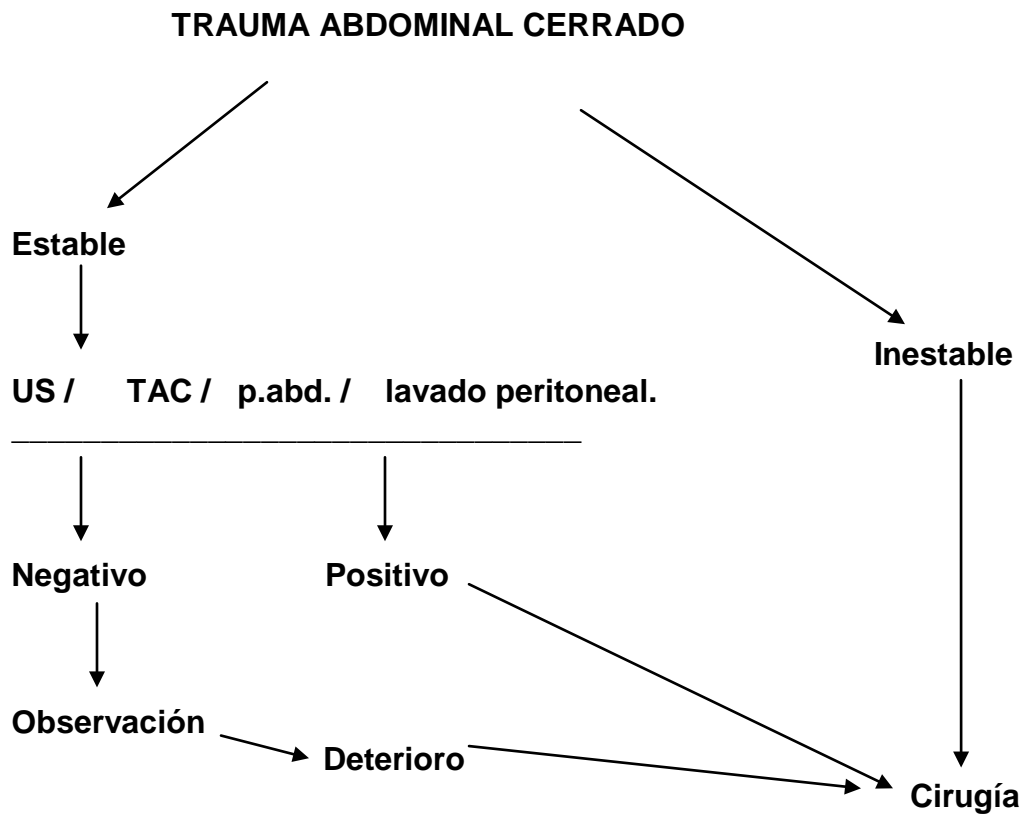 TRAUMA ABDOMINAL CERRADO
Estable
Inestable
US / TAC / p.abd. / lavado peritoneal.
Negativo
Positivo
Observación
Deterioro
Cirugía